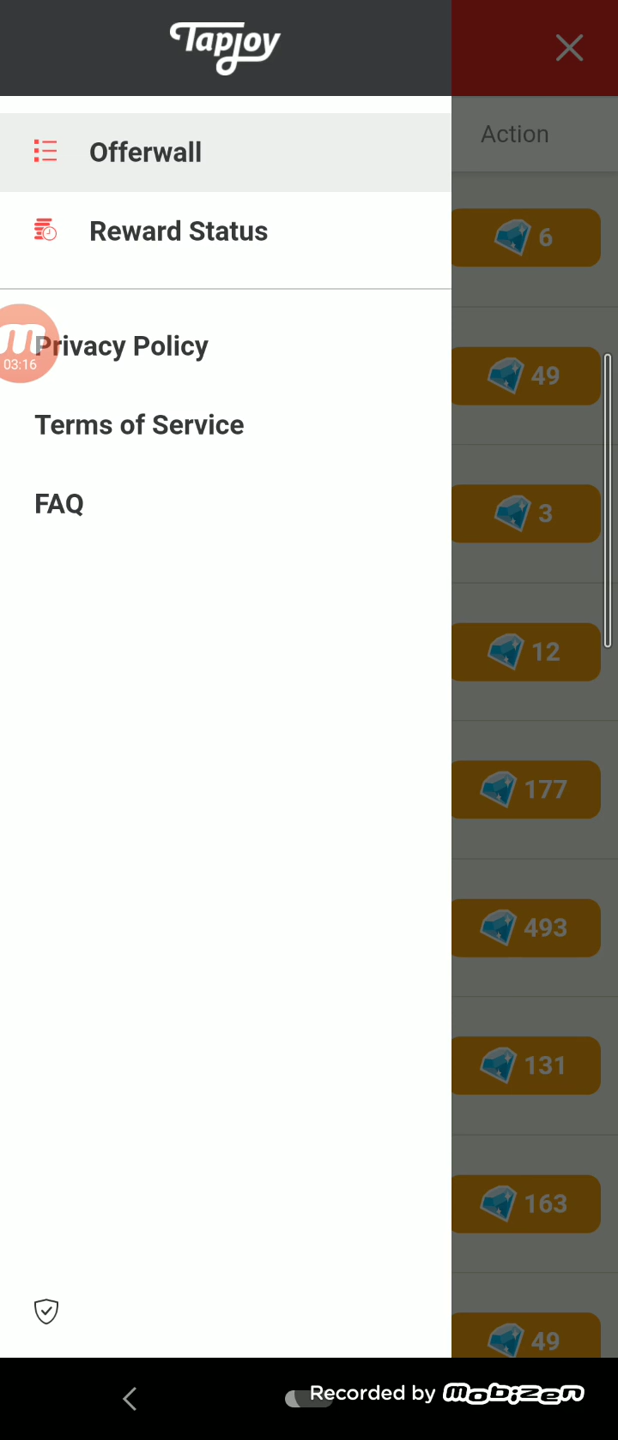 Tapjoy
Action
Offerwall
Reward Status
6
Privacy Policy
03:16
49
Terms of Service
FAQ
3
12
177
493
131
163
49
Recorded by mobizen